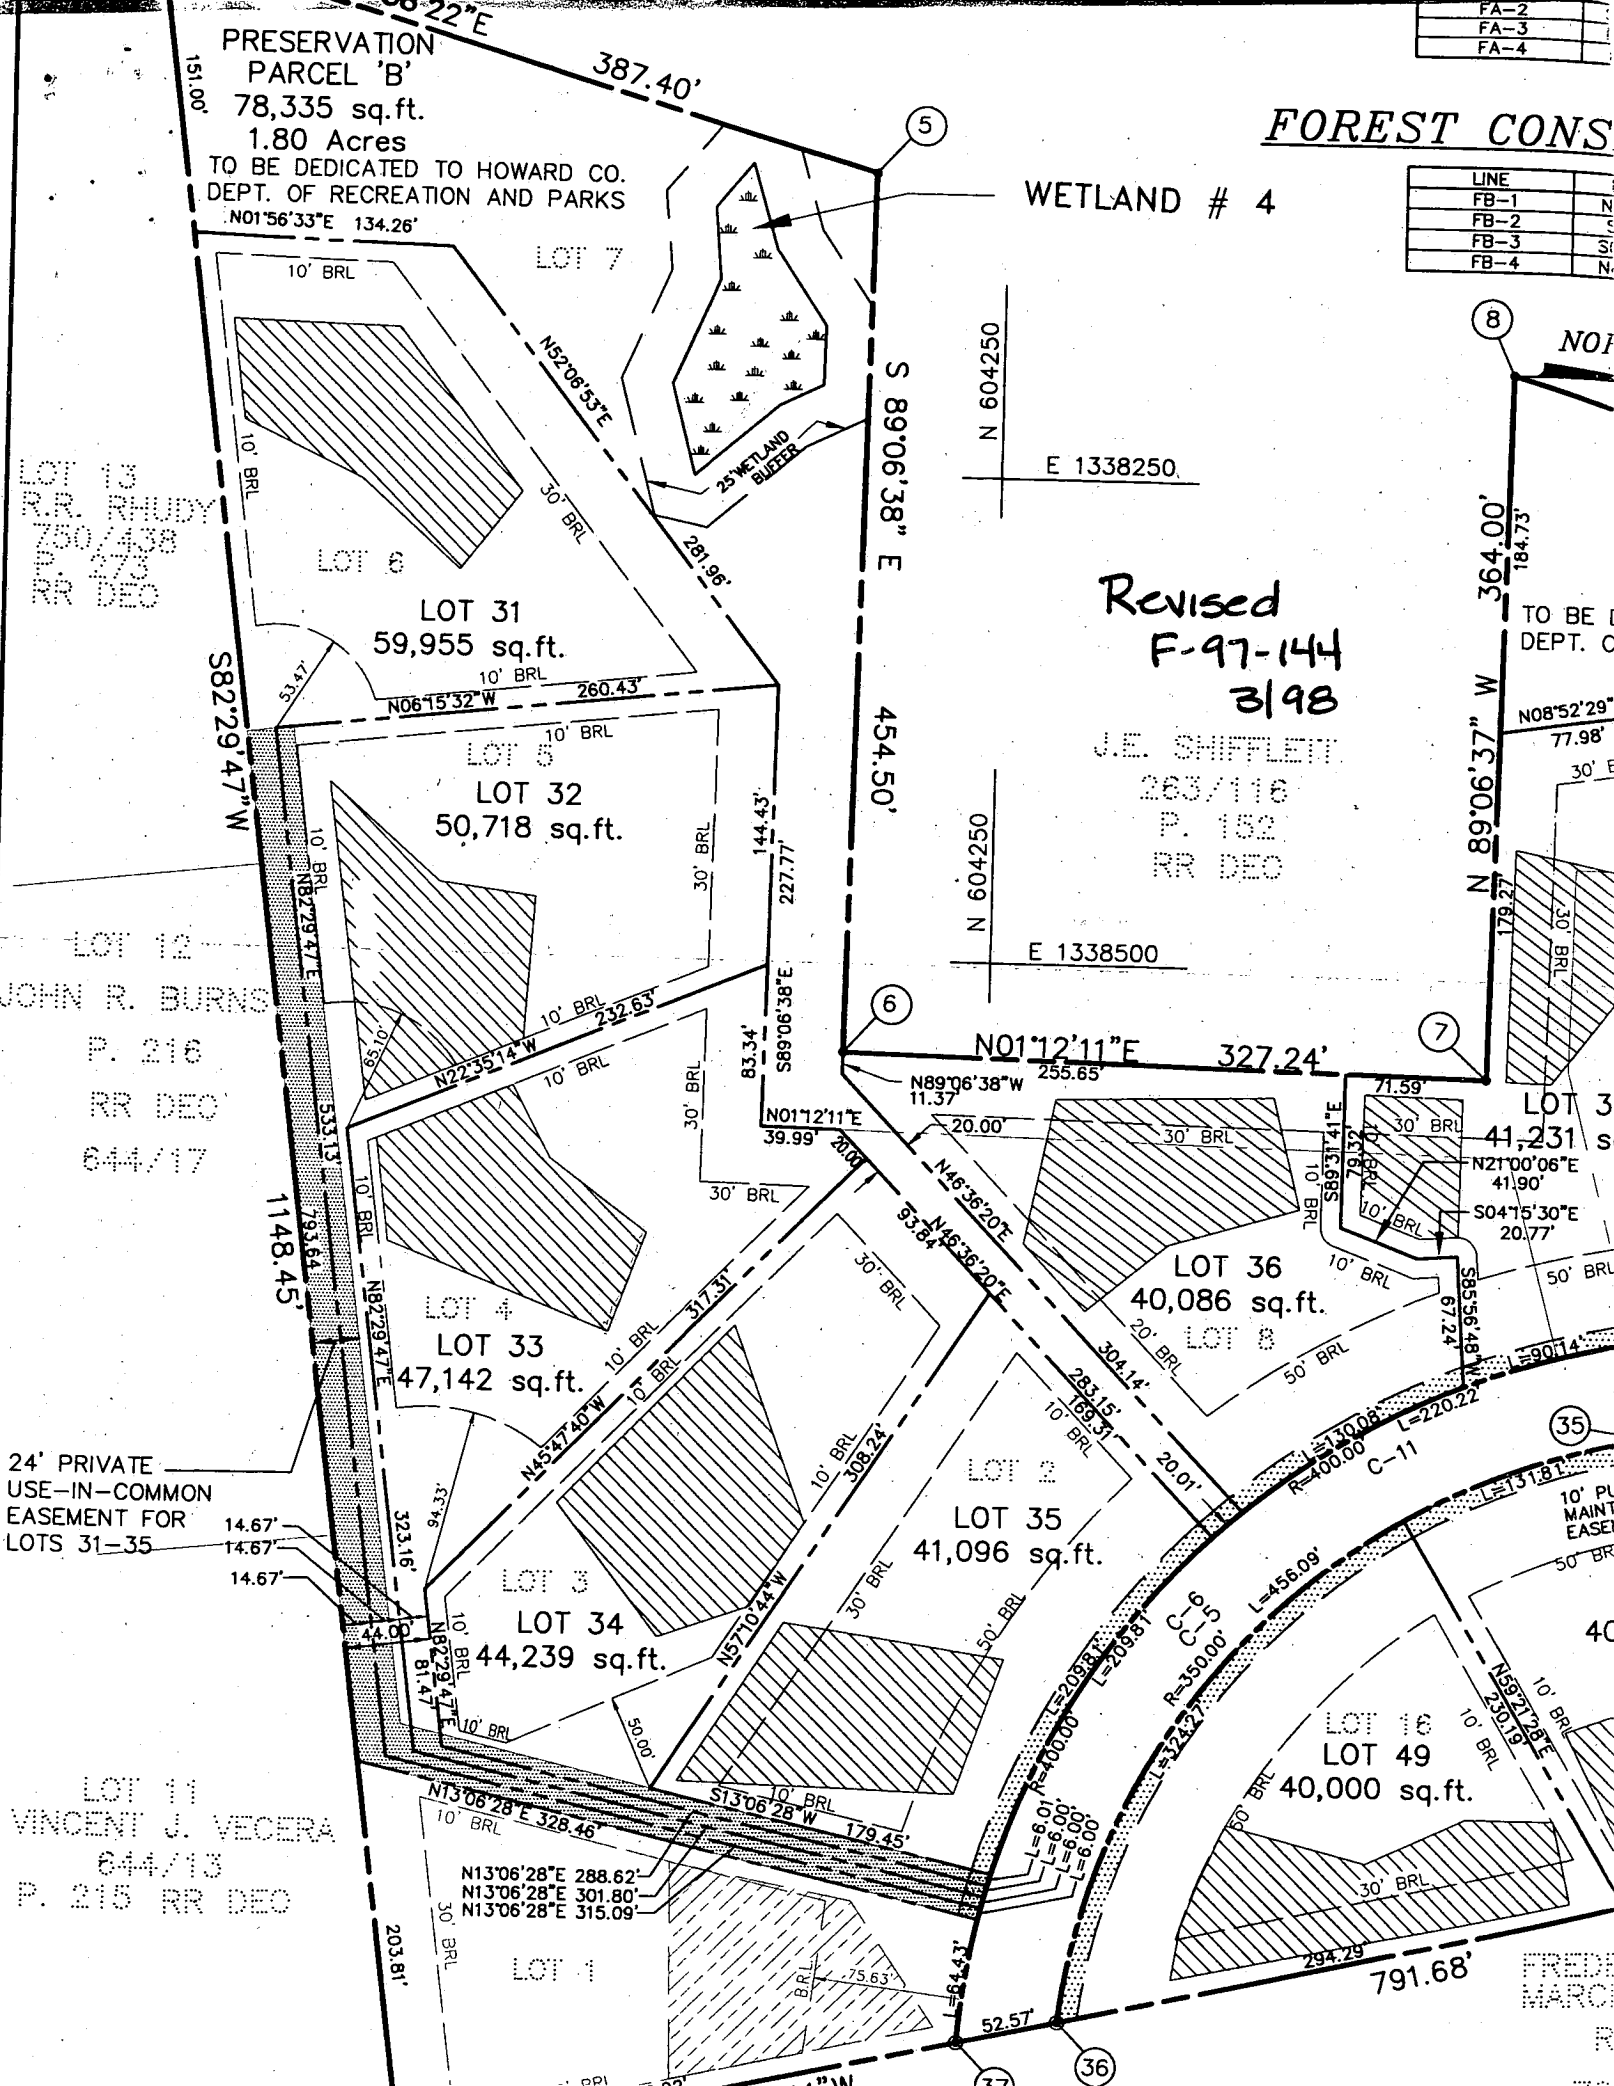 22"E
387.40'
151.00'
PRESERVATION
PARCEL 'B'
78,335 sq.ft.
1.80 Acres
TO BE DEDICATED TO HOWARD CO.
DEPT. OF RECREATION AND PARKS
N01°56'33"E 134.26'
FA-2
FA-3
FA-4
FOREST CONS
LINE
FB-1
FB-2
FB-3
FB-4
N
S
N
5
WETLAND # 4
LOT 7
10' BRL
N52°06'53"E
281.96'
25' WETLAND
BUFFER
S 89°06'38" E
454.50'
N 604250
E 1338250
8
364.00'
184.73'
N 89°06'37" W
179.27'
LOT 13
R.R. RHUDY
750/438
P. 273
RR DEO
10' BRL
30' BRL
LOT 6
LOT 31
59,955 sq.ft.
10' BRL
53.47'
N06°15'32"W 260.43'
Revised
F-97-144
3/98
TO BE
DEPT.
N08°52'29"
77.98'
30'
S82°29'47"W
1148.45'
10' BRL
LOT 5
LOT 32
50,718 sq.ft.
10' BRL
30' BRL
144.43'
227.77'
J.E. SHIFFLETT
263/116
P. 152
RR DEO
N 604250
E 1338500
30' BRL
N82°29'47"E
533.13'
793.64
LOT 12
JOHN R. BURNS
P. 216
RR DEO
644/17
65.10'
10' BRL
N22°35'14"W
232.63'
10' BRL
83.34'
S89°06'38"E
30' BRL
6
7
N01°12'11"E 327.24'
255.65'
71.59'
N89°06'38"W
11.37'
N01°12'11"E
39.99'
20.00'
20.00'
30' BRL
30' BRL
S89°31'41"E
79.32'
10' BRL
10' BRL
10' BRL
LOT 3
41,231 s
N21°00'06"E
41.90'
S04°15'30"E
20.77'
10' BRL
30' BRL
10' BRL
N82°29'47"E
323.16'
LOT 4
LOT 33
47,142 sq.ft.
10' BRL
10' BRL
317.31'
N45°47'40"W
94.33'
30' BRL
N46°36'20"E
N46°36'20"E
93.84'
LOT 36
40,086 sq.ft.
LOT 8
20' BRL
50' BRL
50' BRL
S85°56'48"W
67.24'
L=90.14'
304.14'
283.15'
169.31'
20.01'
L=130.08'
L=220.22'
R=400.00'
C-11
35
L=131.81'
10' PU
MAINT
EASE
50' BR
24' PRIVATE
USE-IN-COMMON
EASEMENT FOR
LOTS 31-35
14.67'
14.67'
14.67'
44.00'
10' BRL
308.24'
N57°10'44"W
10' BRL
LOT 2
LOT 35
41,096 sq.ft.
30' BRL
50' BRL
LOT 3
LOT 34
44,239 sq.ft.
10' BRL
N82°29'47"E
81.47'
10' BRL
50.00'
C-6
C-5
L=456.09'
L=209.81'
L=209.81'
R=400.00'
R=350.00'
L=324.27'
40
N59°21'28"E
230.19'
10' BRL
10' BRL
LOT 16
LOT 49
40,000 sq.ft.
50' BRL
30' BRL
LOT 11
VINCENT J. VECERA
644/13
P. 215 RR DEO
N13°06'28"E 328.46'
10' BRL
S13°06'28"W
179.45'
10' BRL
N13°06'28"E 288.62'
N13°06'28"E 301.80'
N13°06'28"E 315.09'
L=6.01'
L=6.00'
L=6.00'
L=6.00'
30' BRL
203.81'
LOT 1
B.R.L.
75.63'
L=64.43'
52.57'
294.29'
791.68'
FRED
MARC
R
37
36
BRL
"W